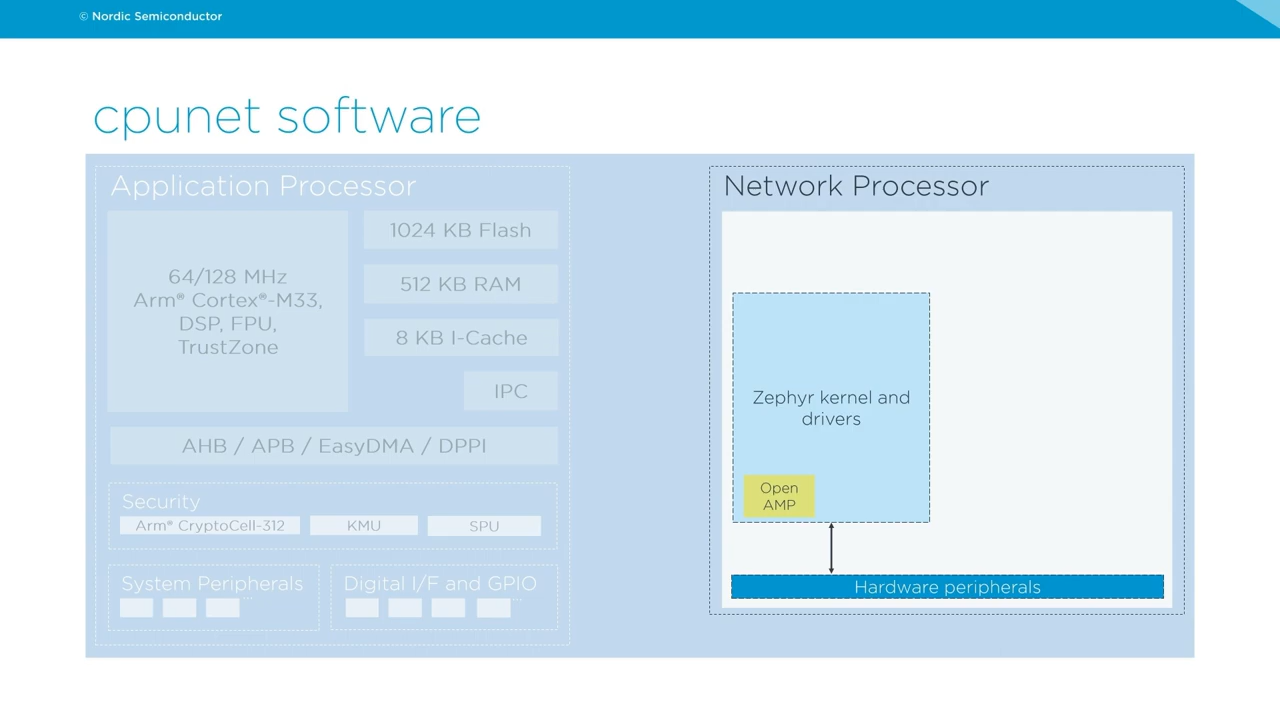 © Nordic Semiconductor
cpunet software
Application Processor
64/128 MHz
Arm® Cortex®-M33,
DSP, FPU,
TrustZone
1024 KB Flash
512 KB RAM
8 KB I-Cache
IPC
AHB / APB / EasyDMA / DPPI
Security
Arm® CryptoCell-312
KMU
SPU
System Peripherals
...
Digital I/F and GPIO
...
Network Processor
Zephyr kernel and
drivers
Open
AMP
Hardware peripherals